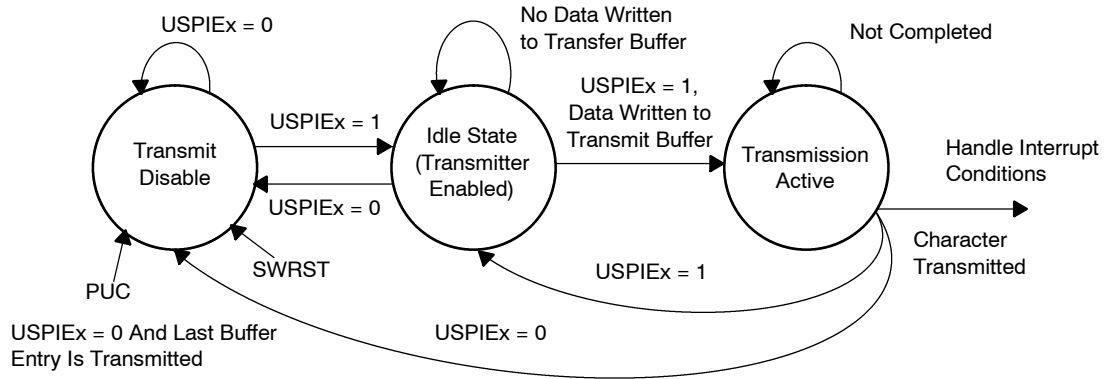 USPIEx = 0
No Data Written
to Transfer Buffer
Not Completed
USPIEx = 1,
Data Written to
Transmit Buffer
USPIEx = 1
Transmit
Disable
Idle State
(Transmitter
Enabled)
Transmission
Active
Handle Interrupt
Conditions
USPIEx = 0
Character
Transmitted
SWRST
PUC
USPIEx = 1
USPIEx = 0 And Last Buffer
Entry Is Transmitted
USPIEx = 0